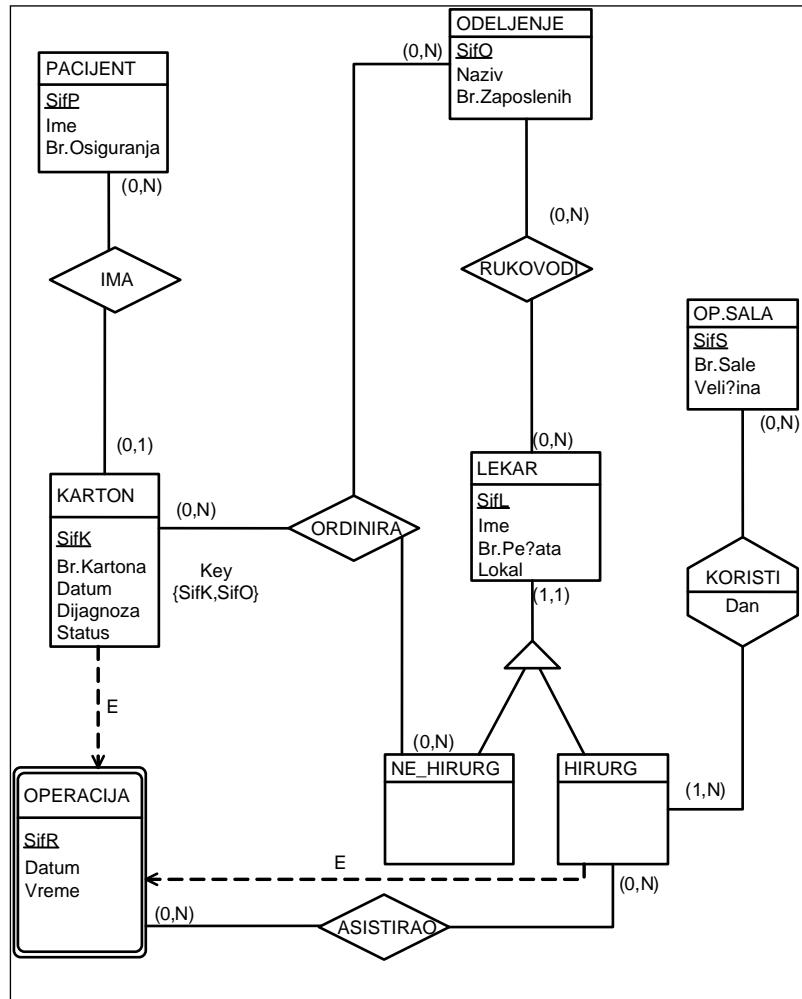 ODELJENJE
SifO
Naziv
Br.Zaposlenih
(0,N)
PACIJENT
SifP
Ime
Br.Osiguranja
(0,N)
(0,N)
IMA
RUKOVODI
OP.SALA
SifS
Br.Sale
Veli?ina
(0,N)
(0,1)
(0,N)
LEKAR
SifL
Ime
Br.Pe?ata
Lokal
(1,1)
KARTON
SifK
Br.Kartona
Datum
Dijagnoza
Status
(0,N)
ORDINIRA
Key
{SifK,SifO}
KORISTI
Dan
E
(0,N)
NE_HIRURG
HIRURG
(1,N)
OPERACIJA
SifR
Datum
Vreme
E
(0,N)
(0,N)
ASISTIRAO